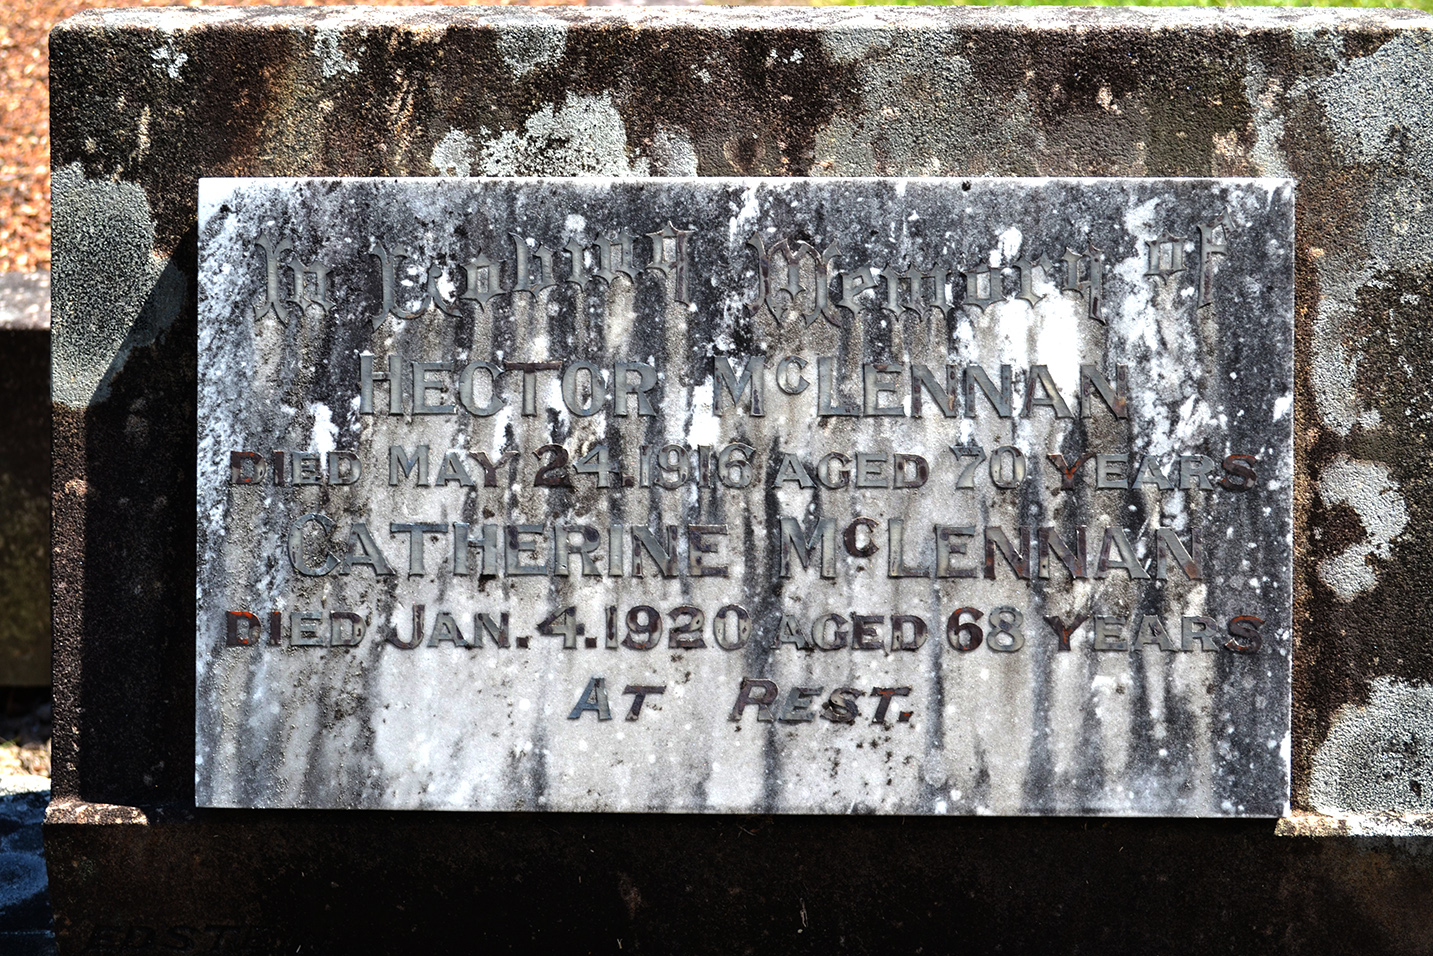 In Loving Memory of
HECTOR McLENNAN
DIED MAY 24.1916 AGED 70 YEARS
CATHERINE McLENNAN
DIED JAN. 4.1920 AGED 68 YEARS
AT REST.